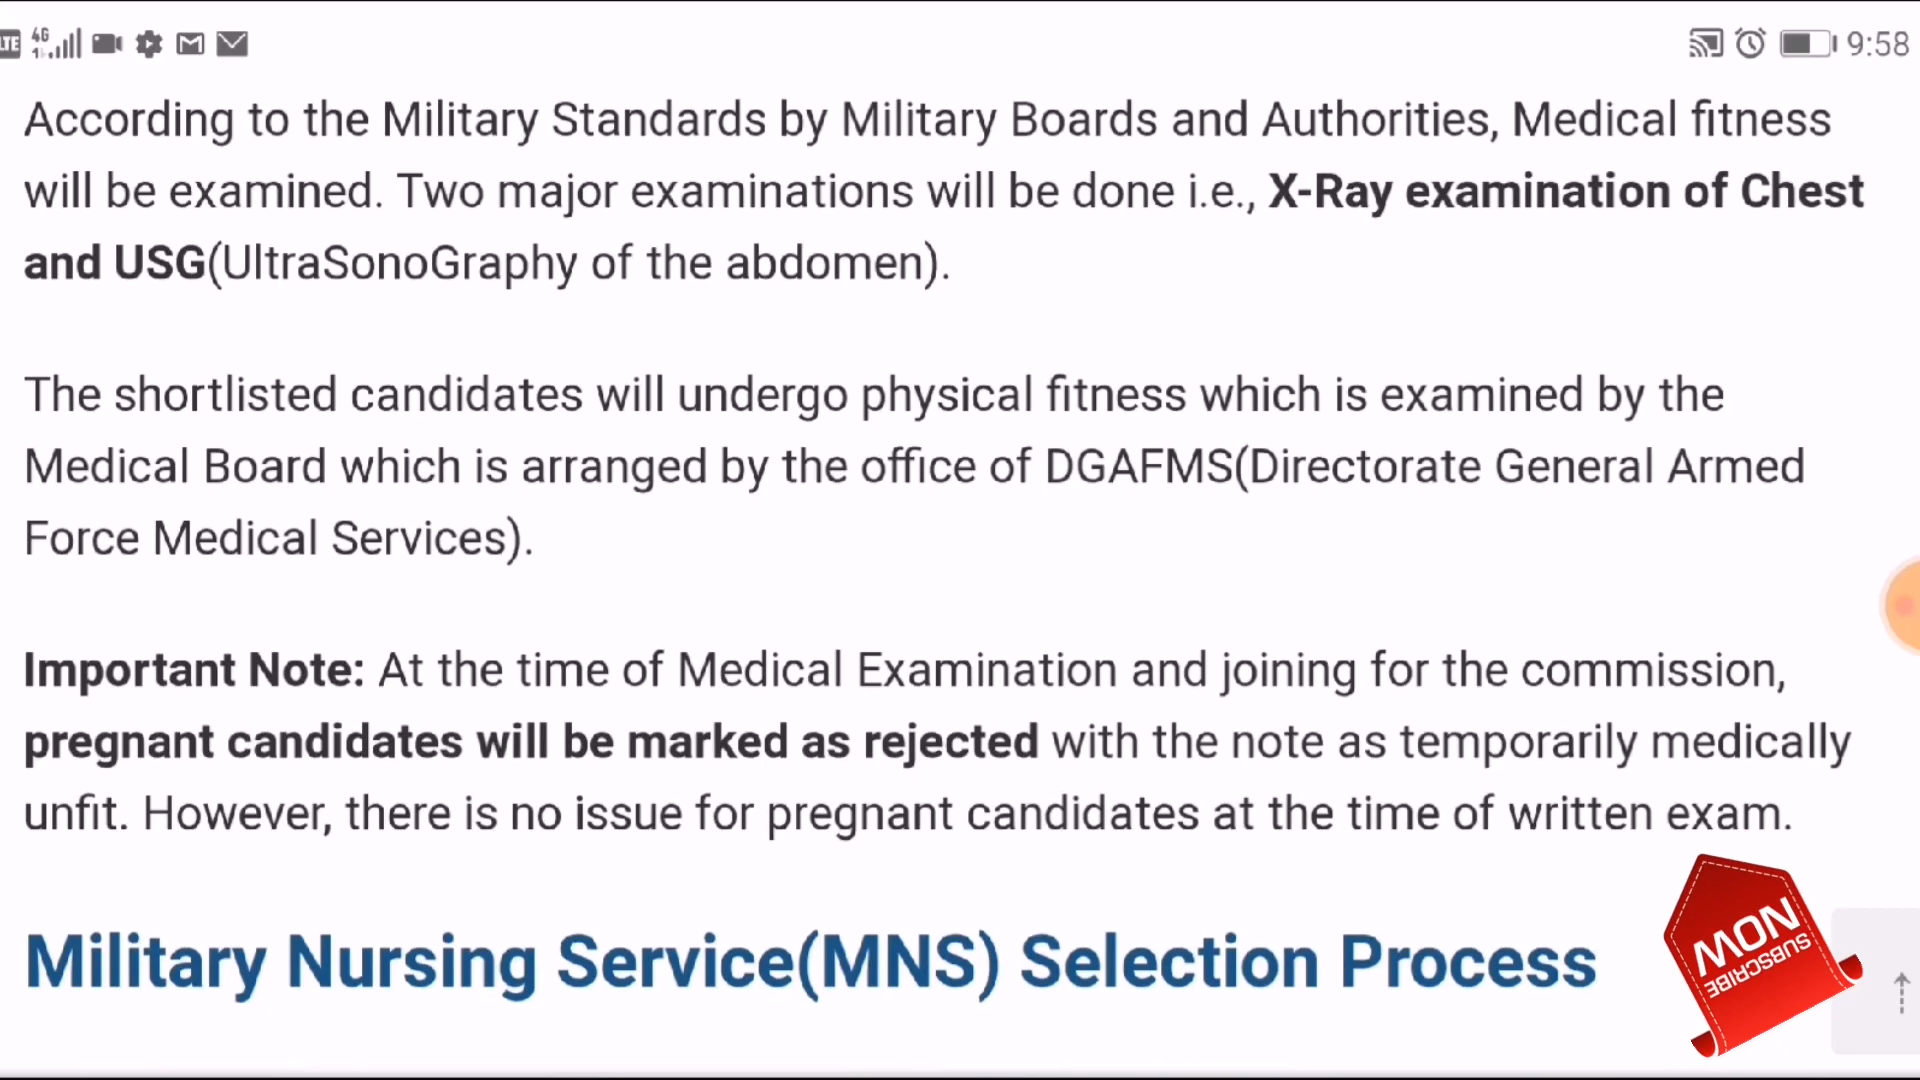 LTE 4G 9:58
According to the Military Standards by Military Boards and Authorities, Medical fitness
will be examined. Two major examinations will be done i.e., X-Ray examination of Chest
and USG(UltraSonoGraphy of the abdomen).
The shortlisted candidates will undergo physical fitness which is examined by the
Medical Board which is arranged by the office of DGAFMS(Directorate General Armed
Force Medical Services).
Important Note: At the time of Medical Examination and joining for the commission,
pregnant candidates will be marked as rejected with the note as temporarily medically
unfit. However, there is no issue for pregnant candidates at the time of written exam.
Military Nursing Service(MNS) Selection Process
SUBSCRIBE
NOW